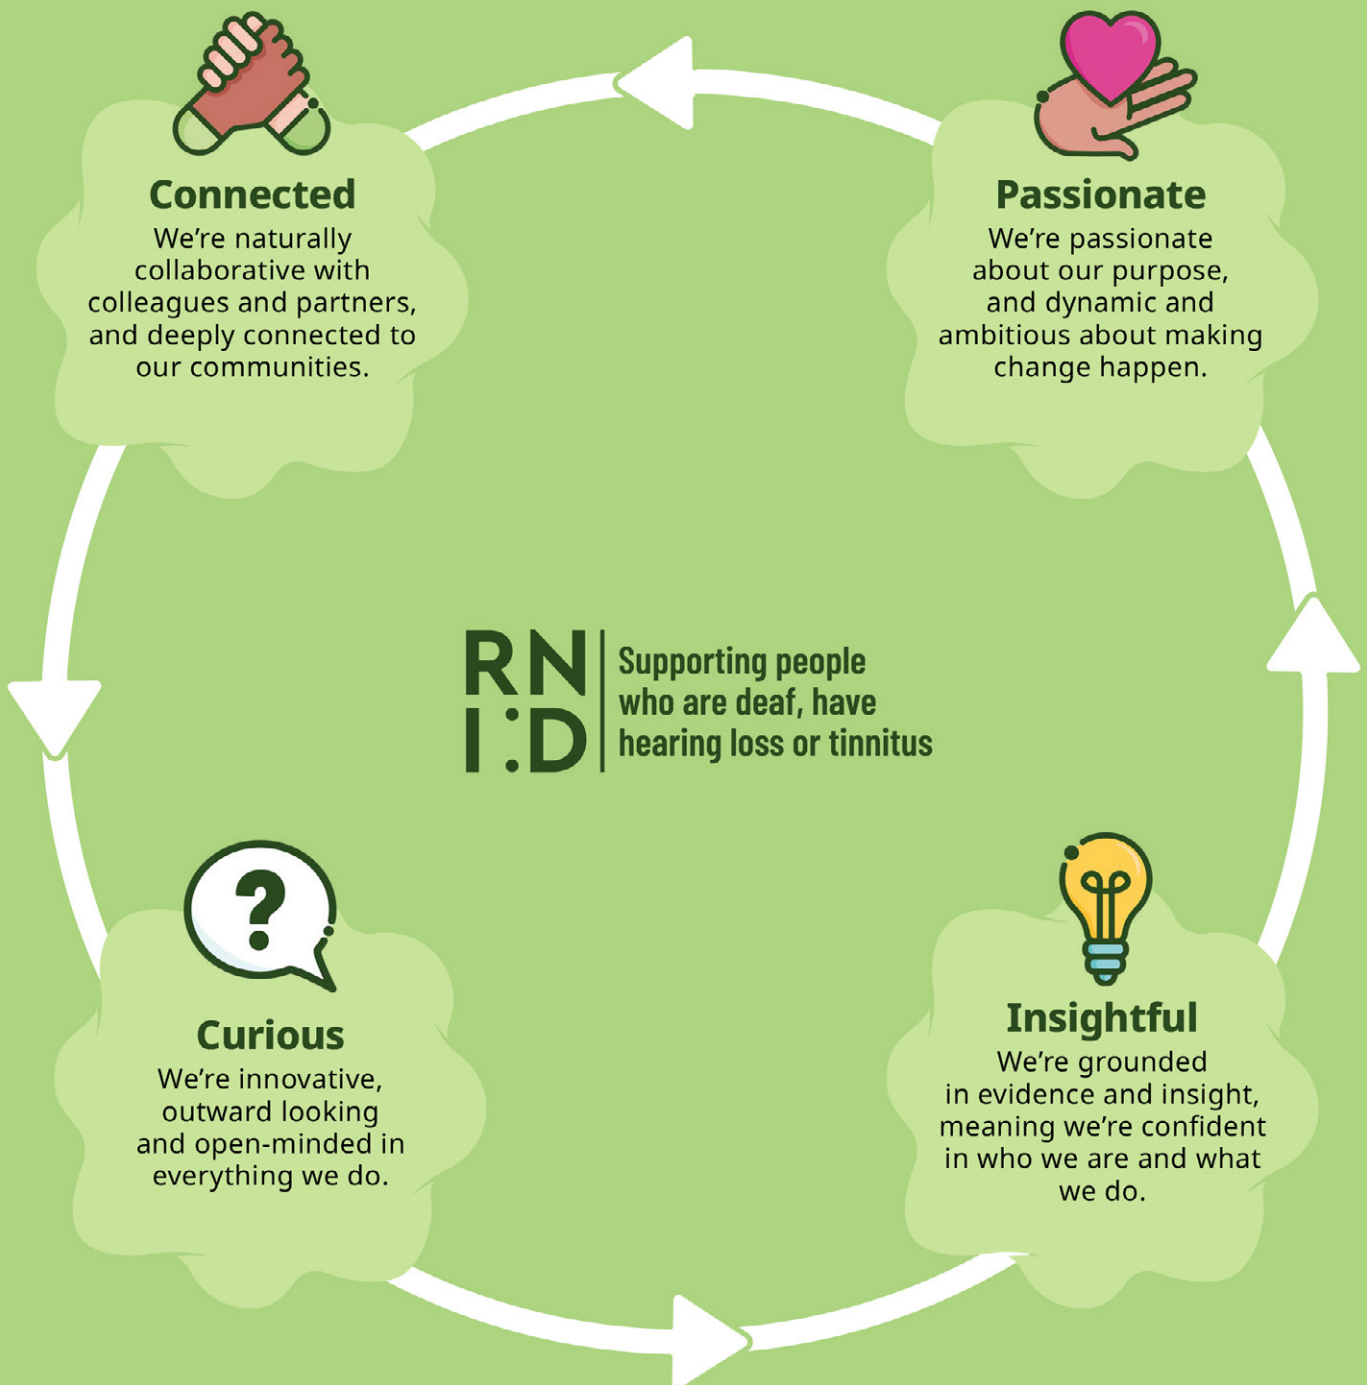 Connected
We’re naturally
collaborative with
colleagues and partners,
and deeply connected to
our communities.
Passionate
We’re passionate
about our purpose,
and dynamic and
ambitious about making
change happen.
RN
I:D
Supporting people
who are deaf, have
hearing loss or tinnitus
?
Curious
We’re innovative,
outward looking
and open-minded in
everything we do.
Insightful
We’re grounded
in evidence and insight,
meaning we’re confident
in who we are and what
we do.